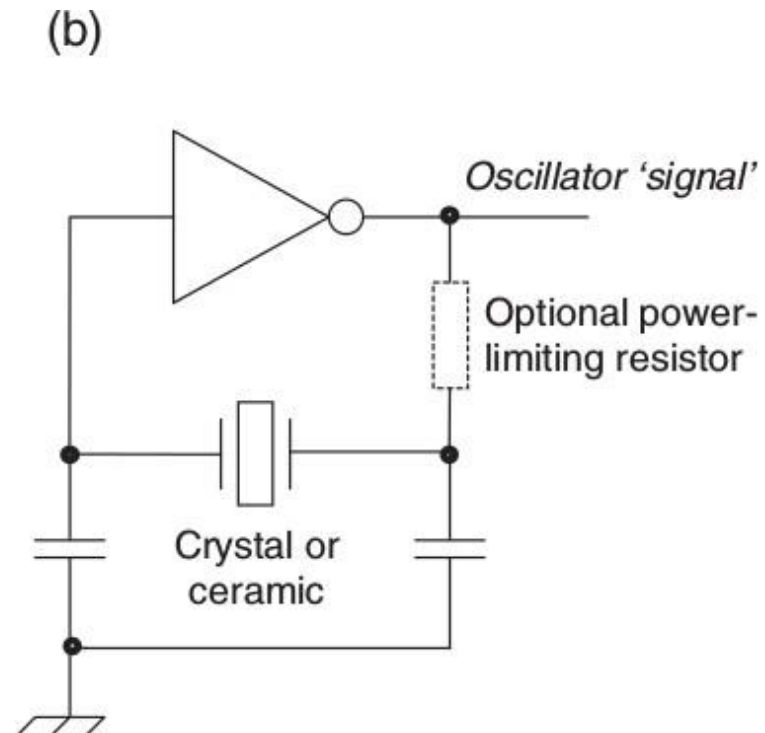 (b)
Oscillator ‘signal’
Optional power-
limiting resistor
Crystal or
ceramic